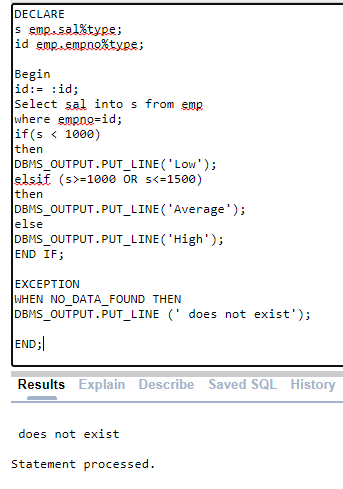 DECLARE
s emp.sal%type;
id emp.empno%type;
Begin
id:= :id;
Select sal into s from emp
where empno=id;
if(s < 1000)
then
DBMS_OUTPUT.PUT_LINE('Low');
elsif (s>=1000 OR s<=1500)
then
DBMS_OUTPUT.PUT_LINE('Average');
else
DBMS_OUTPUT.PUT_LINE('High');
END IF;
EXCEPTION
WHEN NO_DATA_FOUND THEN
DBMS_OUTPUT.PUT_LINE (' does not exist');
END;
Results Explain Describe Saved SQL History
does not exist
Statement processed.